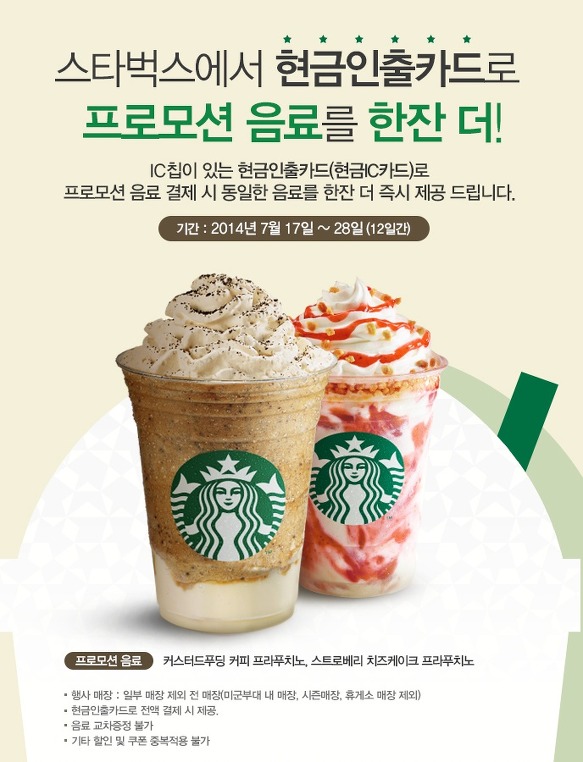 스타벅스에서 현금인출카드로
프로모션 음료를 한잔 더!
IC칩이 있는 현금인출카드(현금IC카드)로
프로모션 음료 결제 시 동일한 음료를 한잔 더 즉시 제공 드립니다.
기간 : 2014년 7월 17일 ~ 28일 (12일간)
프로모션 음료 커스터드푸딩 커피 프라푸치노, 스트로베리 치즈케이크 프라푸치노
▪ 행사 매장 : 일부 매장 제외 전 매장(미군부대 내 매장, 시즌매장, 휴게소 매장 제외)
▪ 현금인출카드로 전액 결제 시 제공.
▪ 음료 교차증정 불가
▪ 기타 할인 및 쿠폰 중복적용 불가